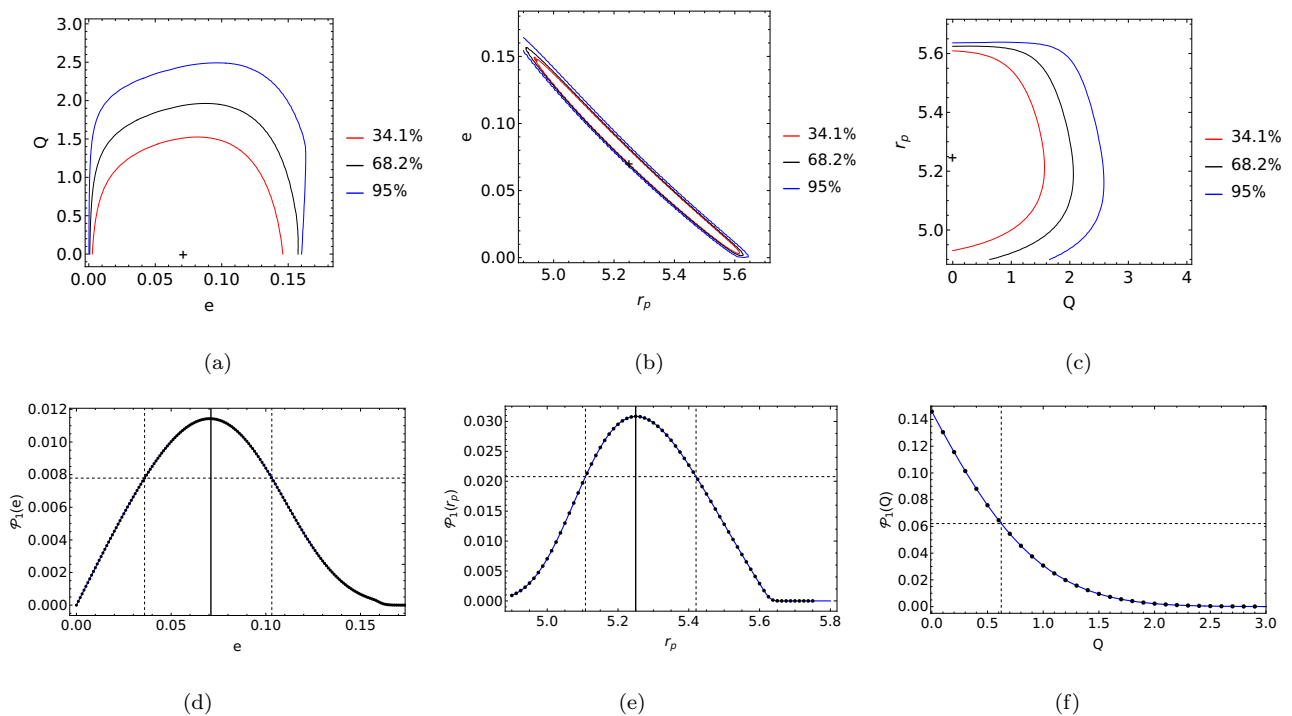 3.0
2.5
2.0
1.5
1.0
0.5
0.0
Q
0.00 0.05 0.10 0.15
e
34.1%
68.2%
95%
(a)
0.15
0.10
0.05
0.00
e
5.0 5.2 5.4 5.6
r_p
34.1%
68.2%
95%
(b)
5.6
5.4
5.2
5.0
r_p
0 1 2 3 4
Q
34.1%
68.2%
95%
(c)
0.012
0.010
0.008
0.006
0.004
0.002
0.000
𝒫₁(e)
0.00 0.05 0.10 0.15
e
(d)
0.030
0.025
0.020
0.015
0.010
0.005
0.000
𝒫₁(r_p)
5.0 5.2 5.4 5.6 5.8
r_p
(e)
0.14
0.12
0.10
0.08
0.06
0.04
0.02
0.00
𝒫₁(Q)
0.0 0.5 1.0 1.5 2.0 2.5 3.0
Q
(f)